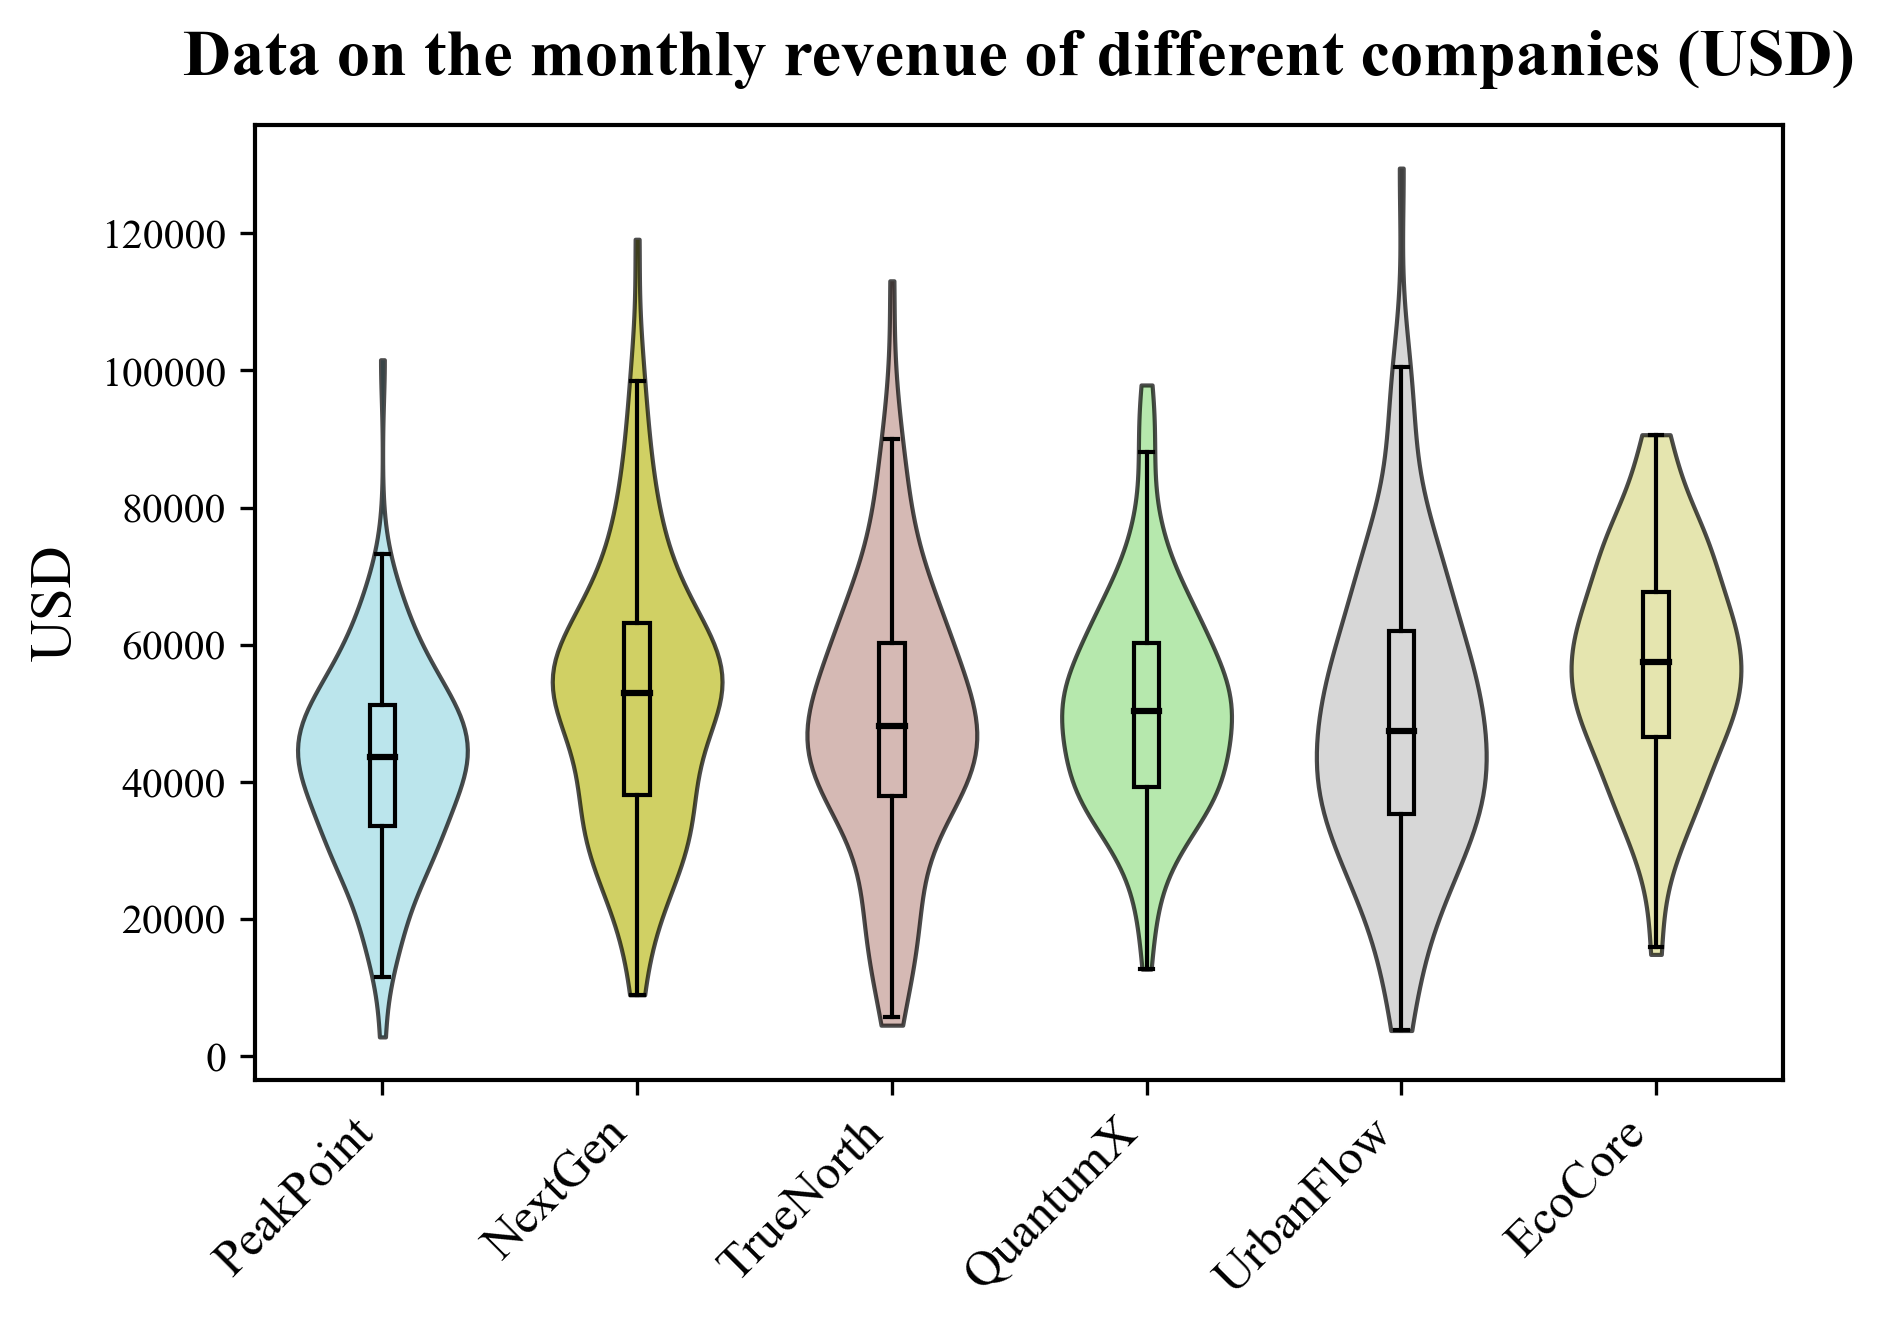 Data on the monthly revenue of different companies (USD)
USD
120000
100000
80000
60000
40000
20000
0
PeakPoint
NextGen
TrueNorth
QuantumX
UrbanFlow
EcoCore